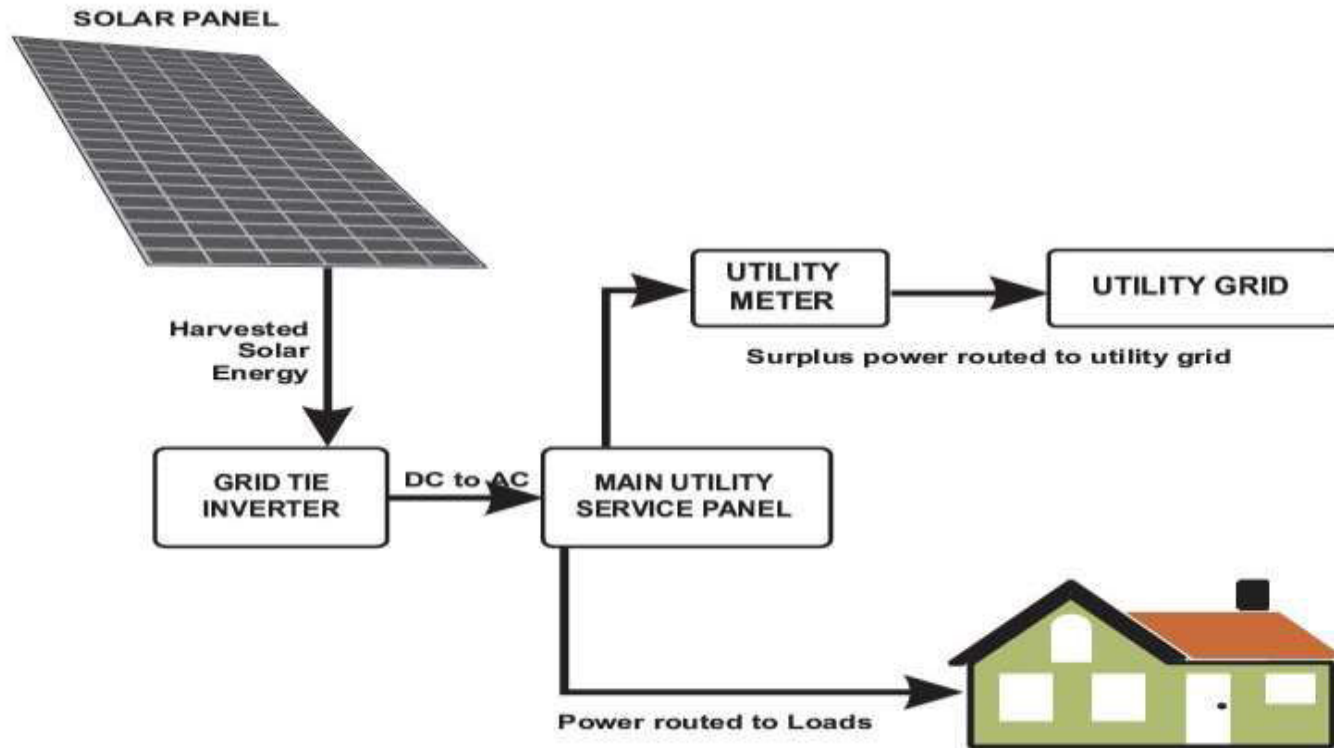 SOLAR PANEL
Harvested
Solar
Energy
GRID TIE
INVERTER
DC to AC
MAIN UTILITY
SERVICE PANEL
UTILITY
METER
UTILITY GRID
Surplus power routed to utility grid
Power routed to Loads